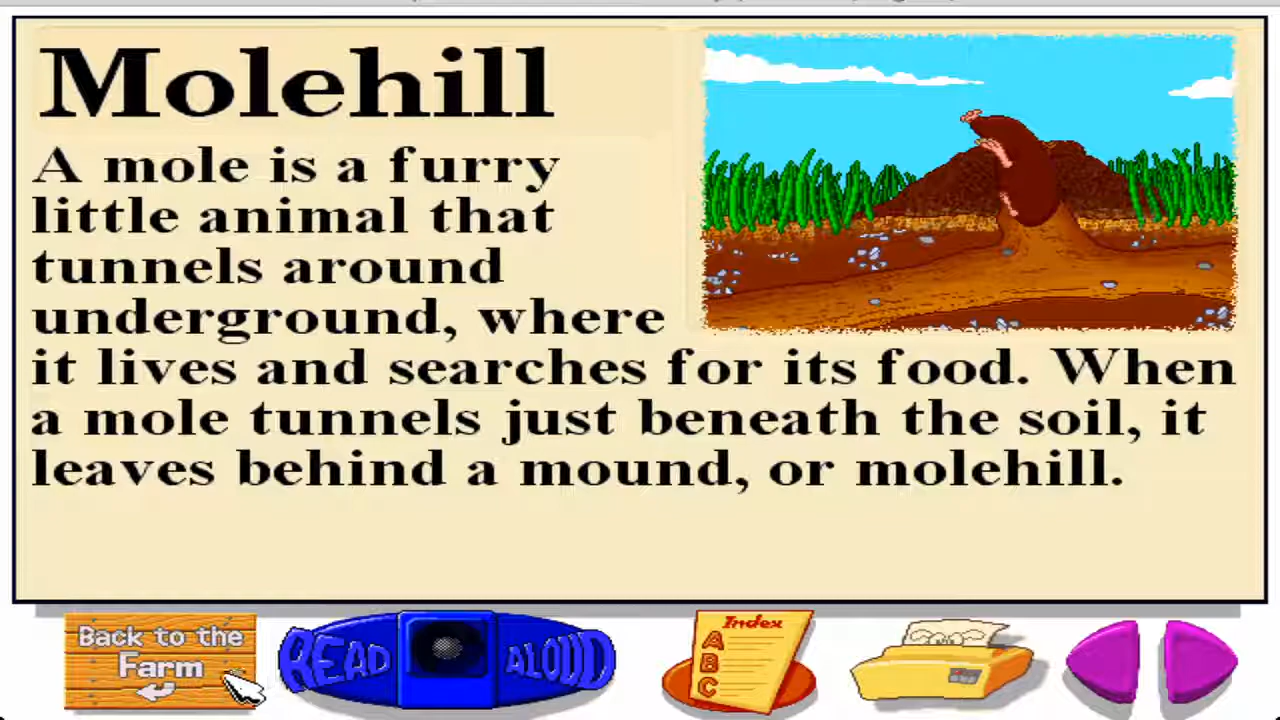 Molehill
A mole is a furry
little animal that
tunnels around
underground, where
it lives and searches for its food. When
a mole tunnels just beneath the soil, it
leaves behind a mound, or molehill.
Back to the
Farm
READ ALOUD
Index
A
B
C